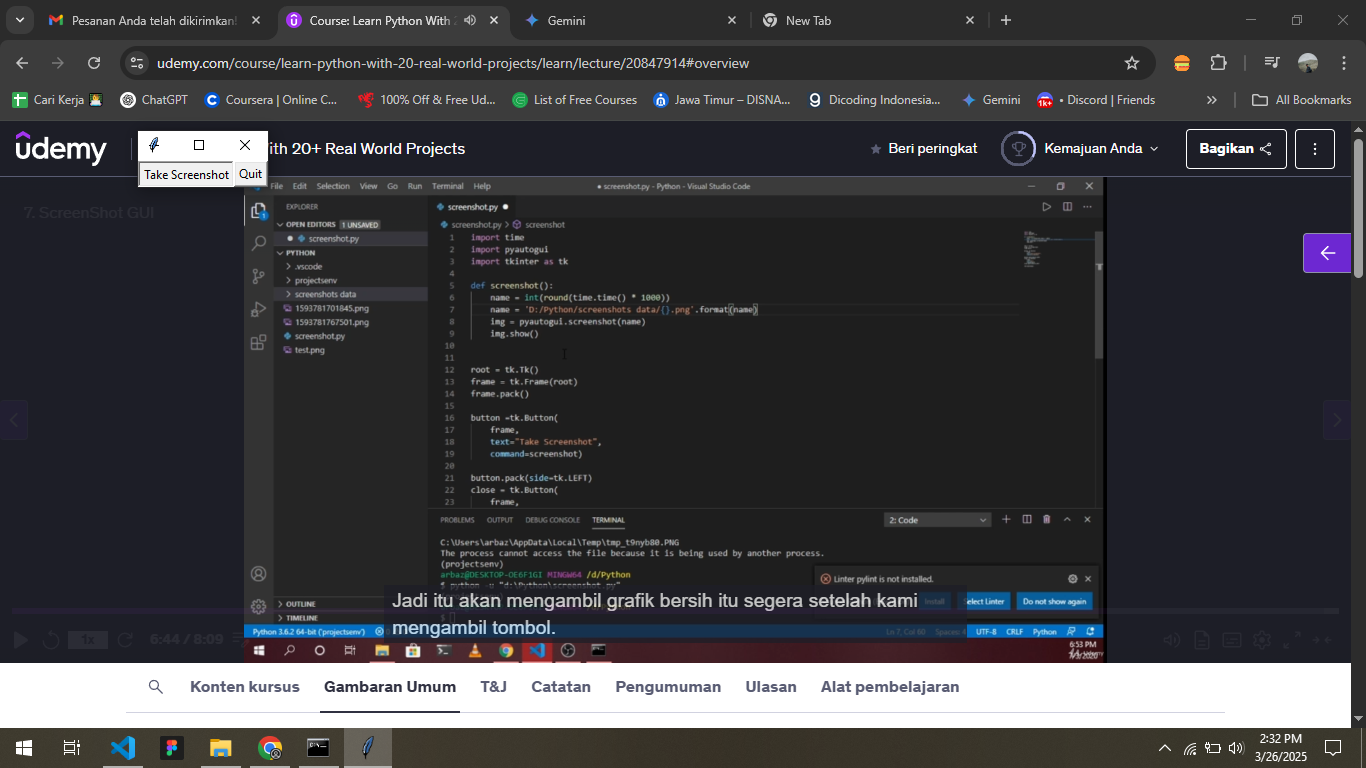 Pesanan Anda telah dikirimkan!
Course: Learn Python With 2
Gemini
New Tab
udemy.com/course/learn-python-with-20-real-world-projects/learn/lecture/20847914#overview
Cari Kerja
ChatGPT
Coursera | Online C...
100% Off & Free Ud...
List of Free Courses
Jawa Timur – DISNA...
Dicoding Indonesia...
Gemini
1k+
• Discord | Friends
»
All Bookmarks
ûdemy
ith 20+ Real World Projects
Beri peringkat
Kemajuan Anda
Bagikan
Take Screenshot
Quit
7. ScreenShot GUI
File Edit Selection View Go Run Terminal Help
● screenshot.py - Python - Visual Studio Code
EXPLORER
OPEN EDITORS 1 UNSAVED
screenshot.py
PYTHON
.vscode
projectsenv
screenshots data
1593781701845.png
1593781767501.png
screenshot.py
test.png
OUTLINE
TIMELINE
screenshot.py
screenshot.py > screenshot
1 import time
2 import pyautogui
3 import tkinter as tk
4
5 def screenshot():
6 name = int(round(time.time() * 1000))
7 name = 'D:/Python/screenshots data/{}.png'.format(name)
8 img = pyautogui.screenshot(name)
9 img.show()
10
11
12 root = tk.Tk()
13 frame = tk.Frame(root)
14 frame.pack()
15
16 button =tk.Button(
17 frame,
18 text="Take Screenshot",
19 command=screenshot)
20
21 button.pack(side=tk.LEFT)
22 close = tk.Button(
23 frame,
PROBLEMS OUTPUT DEBUG CONSOLE TERMINAL
2: Code
C:\Users\arbaz\AppData\Local\Temp\tmp_t9nyb80.PNG
The process cannot access the file because it is being used by another process.
(projectsenv)
arbaz@DESKTOP-OE6F1GI MINGW64 /d/Python
$ python -u "d:\Python\screenshot.py"
Linter pylint is not installed.
Install
Select Linter
Do not show again
Jadi itu akan mengambil grafik bersih itu segera setelah kami
mengambil tombol.
Python 3.6.2 64-bit ('projectsenv')
Ln 7, Col 60
Spaces: 4
UTF-8
CRLF
Python
1x
6:44 / 8:09
6:53 PM
7/3/2020
Konten kursus
Gambaran Umum
T&J
Catatan
Pengumuman
Ulasan
Alat pembelajaran
2:32 PM
3/26/2025